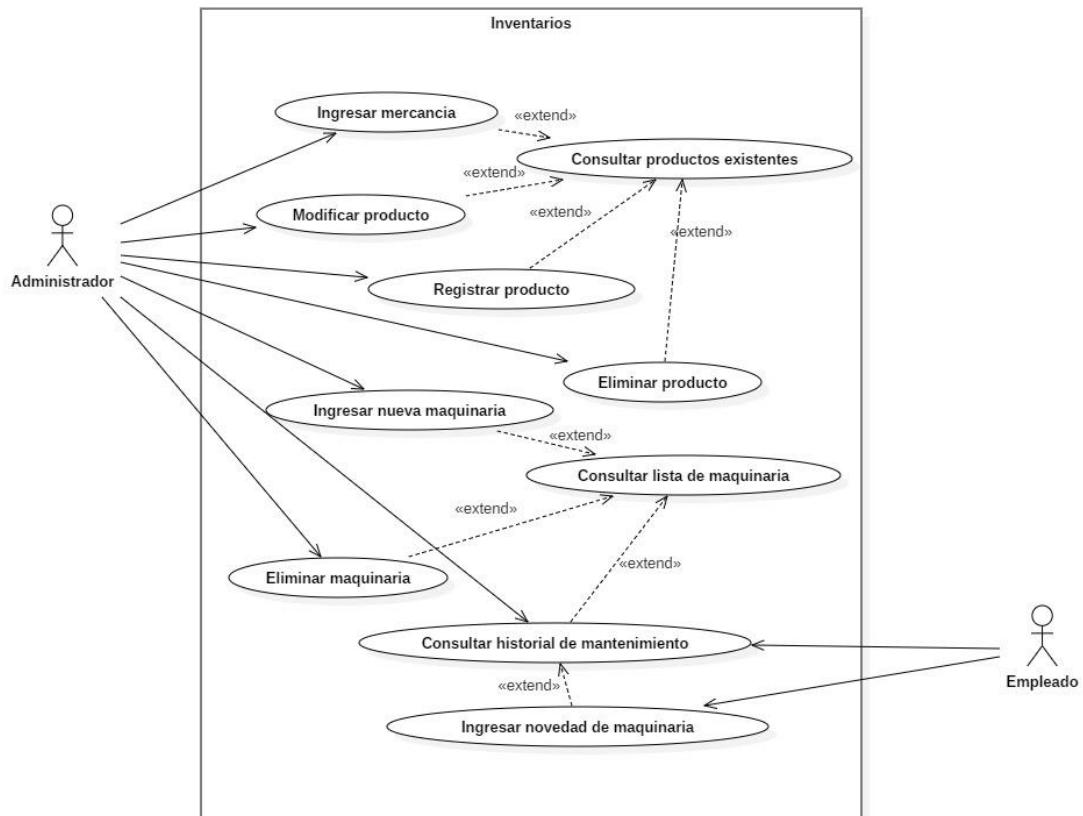 Inventarios
Ingresar mercancia
«extend»
Consultar productos existentes
«extend»
Modificar producto
«extend»
«extend»
Administrador
Registrar producto
Eliminar producto
Ingresar nueva maquinaria
«extend»
Consultar lista de maquinaria
«extend»
Eliminar maquinaria
«extend»
Consultar historial de mantenimiento
Empleado
«extend»
Ingresar novedad de maquinaria